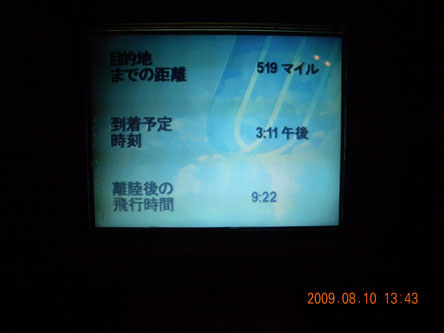 目的地
までの距離
519 マイル
到着予定
時刻
3:11 午後
離陸後の
飛行時間
9:22
2009.08.10 13:43